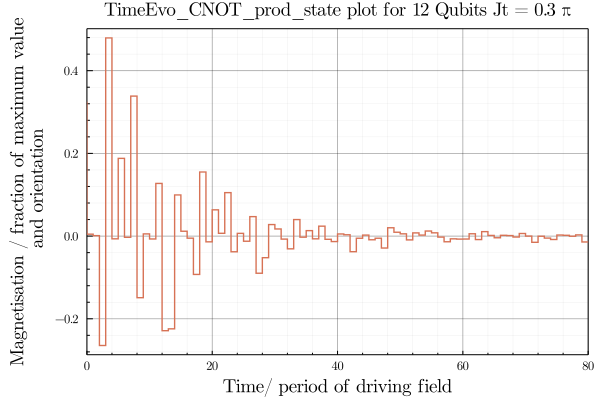 TimeEvo_CNOT_prod_state plot for 12 Qubits Jt = 0.3 π
Magnetisation / fraction of maximum value
and orientation
0.4
0.2
0.0
−0.2
0 20 40 60 80
Time/ period of driving field